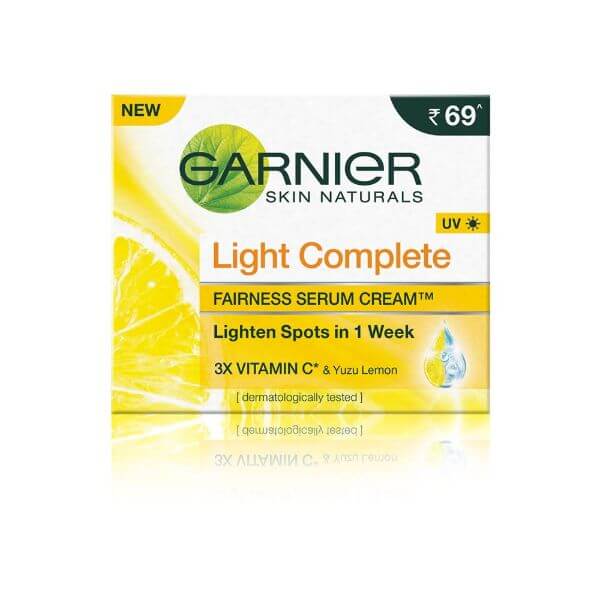 NEW
₹ 69^
GARNIER
SKIN NATURALS
UV
Light Complete
FAIRNESS SERUM CREAM™
Lighten Spots in 1 Week
3X VITAMIN C* & Yuzu Lemon
[ dermatologically tested ]